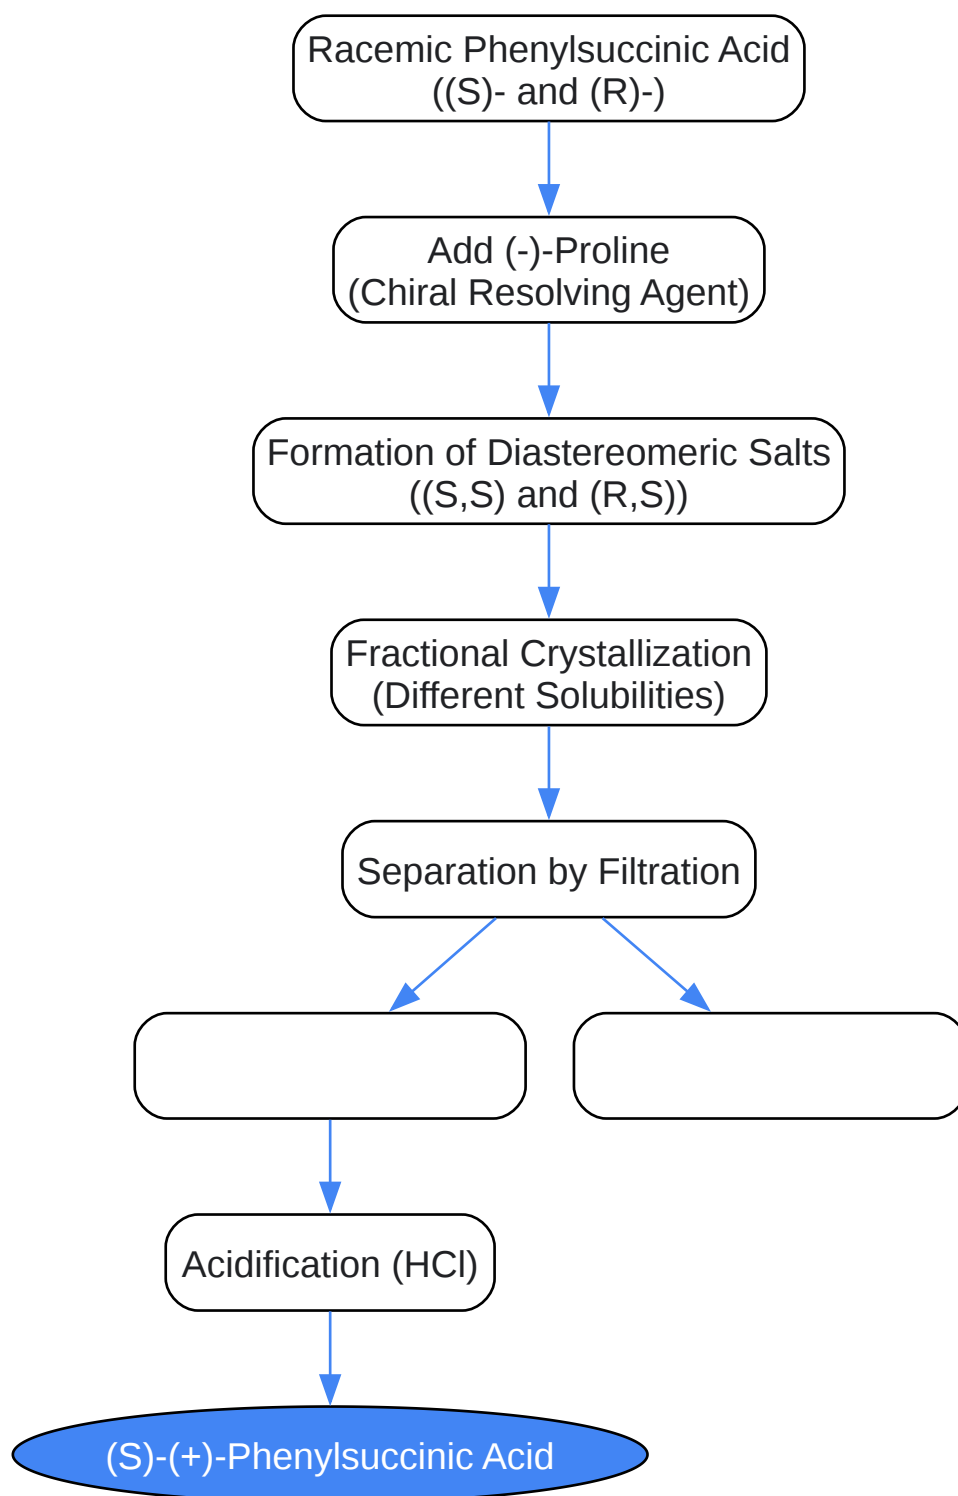 Racemic Phenylsuccinic Acid
((S)- and (R)-)
Add (-)-Proline
(Chiral Resolving Agent)
Formation of Diastereomeric Salts
((S,S) and (R,S))
Fractional Crystallization
(Different Solubilities)
Separation by Filtration
Acidification (HCl)
(S)-(+)-Phenylsuccinic Acid